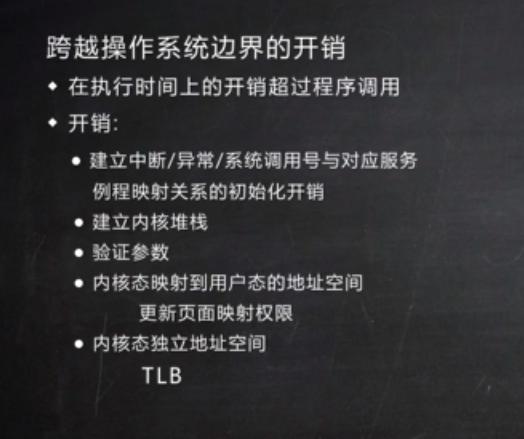 跨越操作系统边界的开销
在执行时间上的开销超过程序调用
开销:
建立中断/异常/系统调用号与对应服务
例程映射关系的初始化开销
建立内核堆栈
验证参数
内核态映射到用户态的地址空间
更新页面映射权限
内核态独立地址空间
TLB